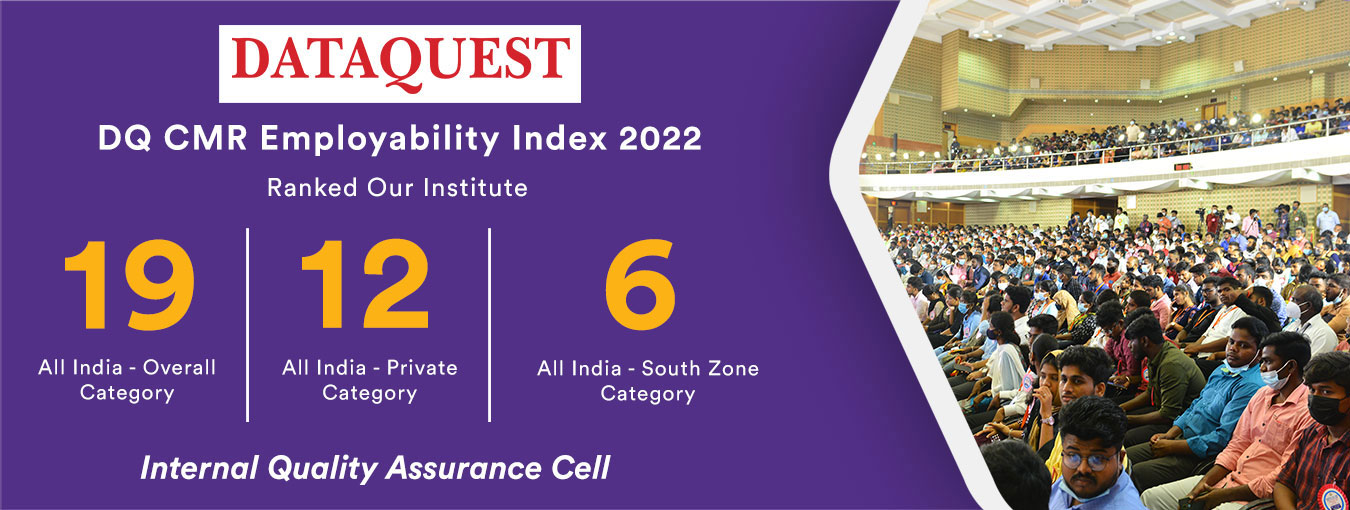 DATAQUEST
DQ CMR Employability Index 2022
Ranked Our Institute
19
All India - Overall
Category
12
All India - Private
Category
6
All India - South Zone
Category
Internal Quality Assurance Cell